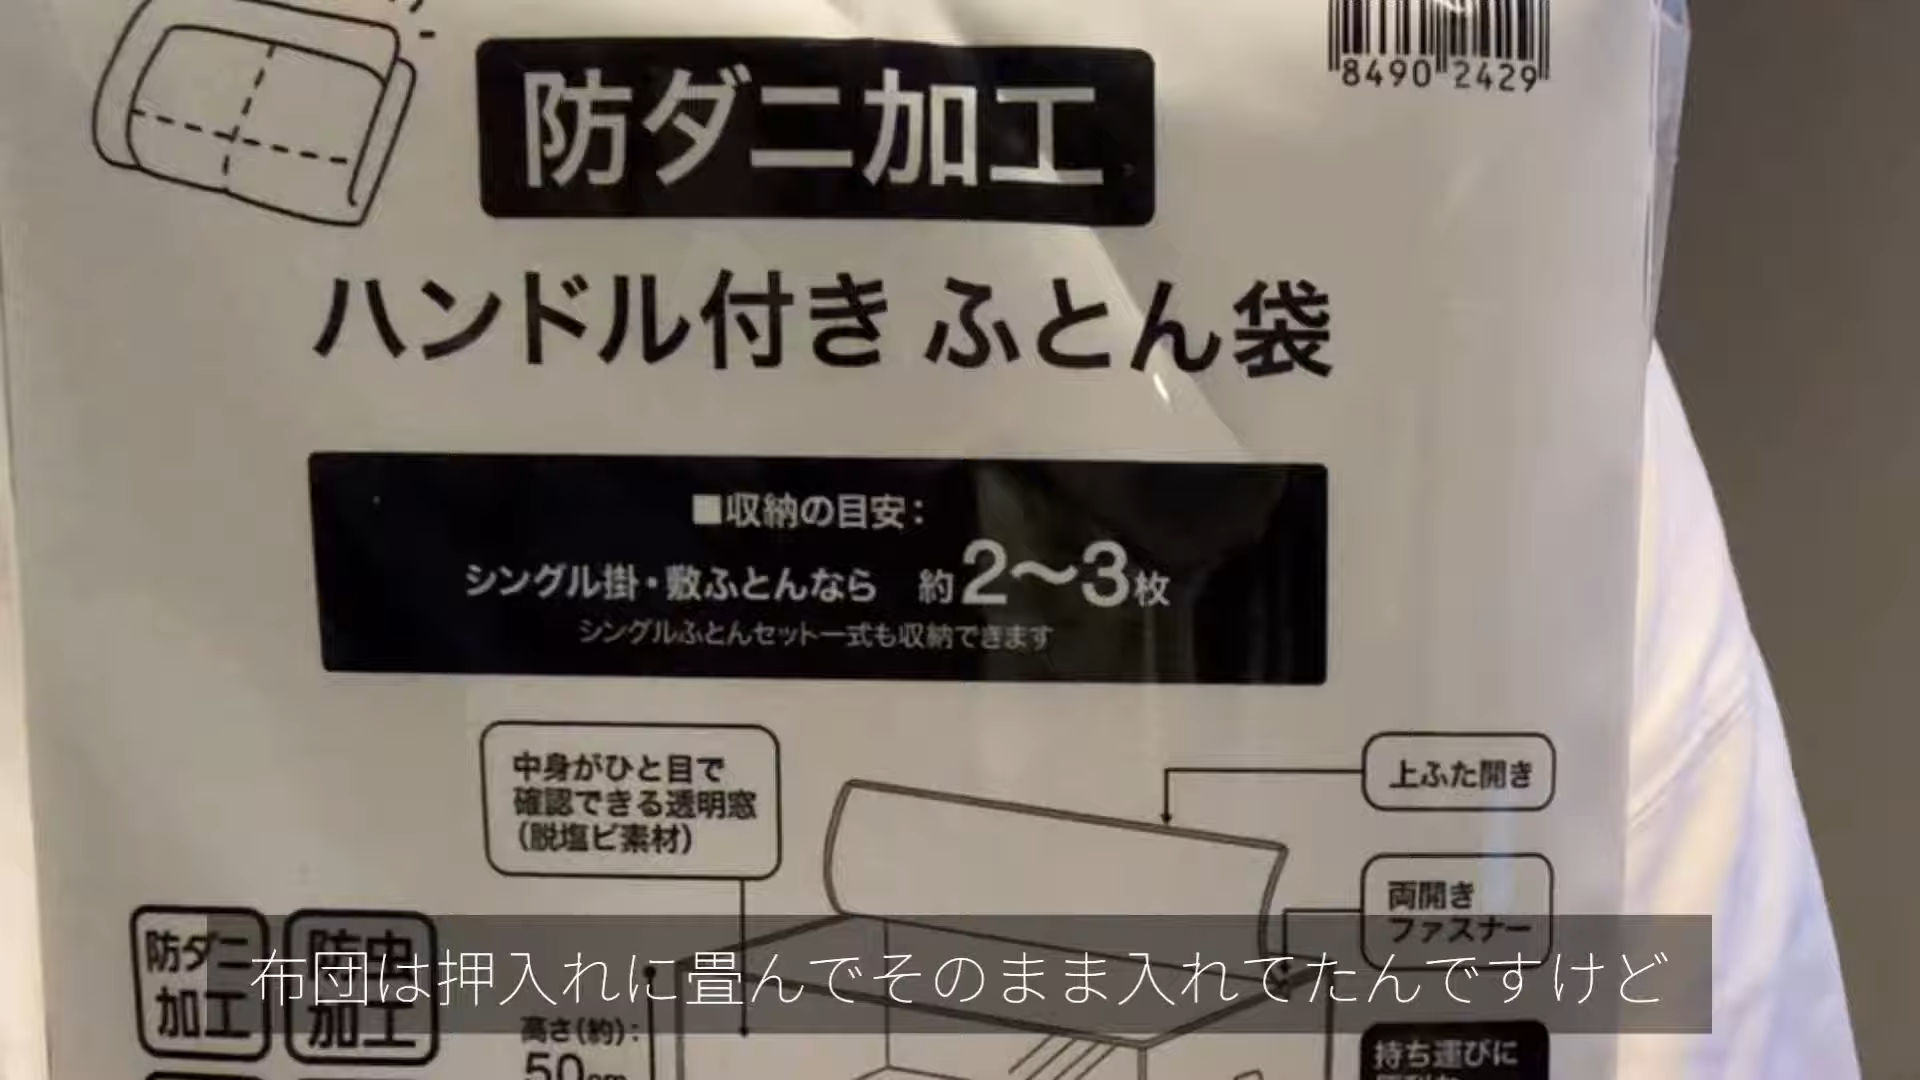 8490 2429
防ダニ加工
ハンドル付き ふとん袋
■収納の目安：
シングル掛・敷ふとんなら 約2〜3枚
シングルふとんセット一式も収納できます
中身がひと目で
確認できる透明窓
（脱塩ビ素材）
上ふた開き
両開き
ファスナー
防ダニ
加工
防虫
加工
布団は押入れに畳んでそのまま入れてたんですけど
高さ（約）：
50cm
持ち運びに